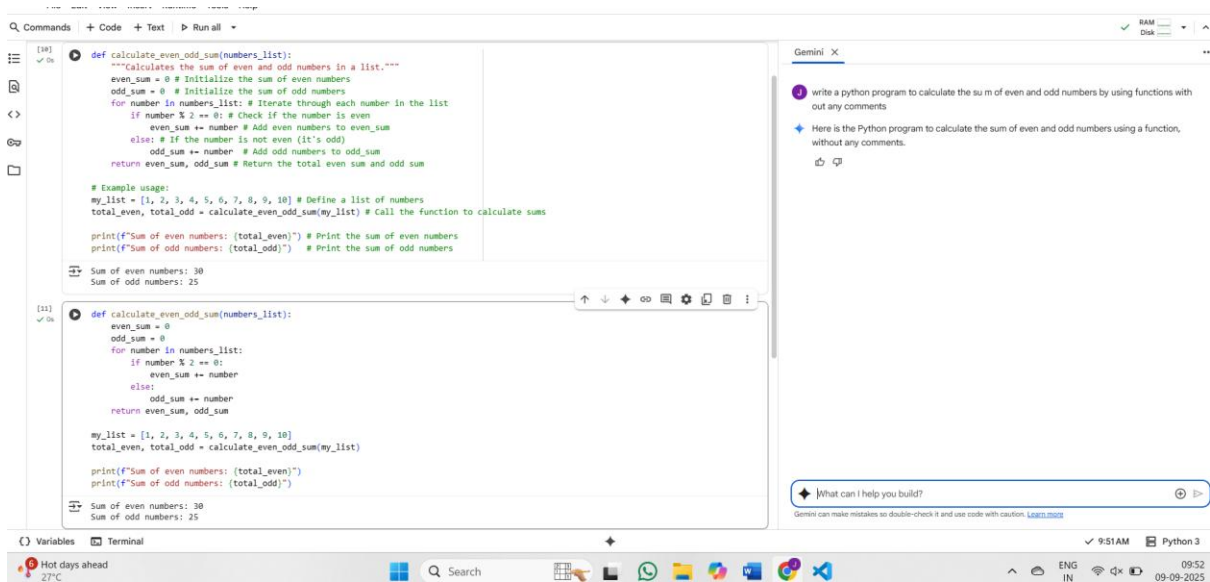 Commands + Code + Text Run all
RAM
Disk
[10]
0s
def calculate_even_odd_sum(numbers_list):
"""Calculates the sum of even and odd numbers in a list."""
even_sum = 0 # Initialize the sum of even numbers
odd_sum = 0 # Initialize the sum of odd numbers
for number in numbers_list: # Iterate through each number in the list
if number % 2 == 0: # Check if the number is even
even_sum += number # Add even numbers to even_sum
else: # If the number is not even (it's odd)
odd_sum += number # Add odd numbers to odd_sum
return even_sum, odd_sum # Return the total even sum and odd sum
# Example usage:
my_list = [1, 2, 3, 4, 5, 6, 7, 8, 9, 10] # Define a list of numbers
total_even, total_odd = calculate_even_odd_sum(my_list) # Call the function to calculate sums
print(f"Sum of even numbers: {total_even}") # Print the sum of even numbers
print(f"Sum of odd numbers: {total_odd}") # Print the sum of odd numbers
Sum of even numbers: 30
Sum of odd numbers: 25
[11]
0s
def calculate_even_odd_sum(numbers_list):
even_sum = 0
odd_sum = 0
for number in numbers_list:
if number % 2 == 0:
even_sum += number
else:
odd_sum += number
return even_sum, odd_sum
my_list = [1, 2, 3, 4, 5, 6, 7, 8, 9, 10]
total_even, total_odd = calculate_even_odd_sum(my_list)
print(f"Sum of even numbers: {total_even}")
print(f"Sum of odd numbers: {total_odd}")
Sum of even numbers: 30
Sum of odd numbers: 25
Gemini
J write a python program to calculate the su m of even and odd numbers by using functions with
out any comments
Here is the Python program to calculate the sum of even and odd numbers using a function,
without any comments.
What can I help you build?
Gemini can make mistakes so double-check it and use code with caution. Learn more
{} Variables Terminal
9:51AM Python 3
6
Hot days ahead
27°C
Search
ENG
IN
09:52
09-09-2025